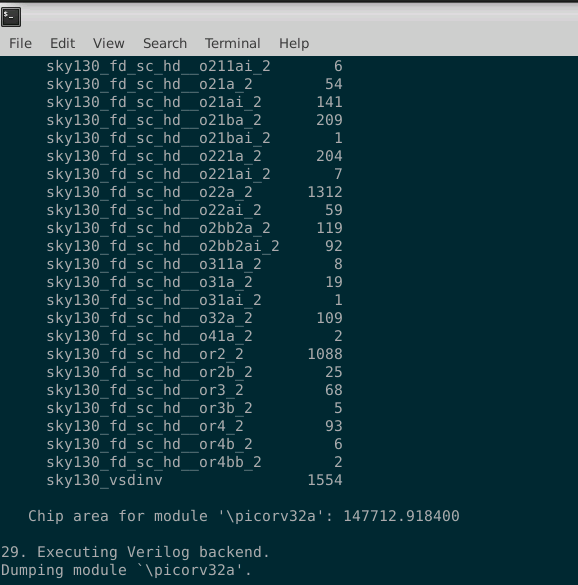 File Edit View Search Terminal Help
sky130_fd_sc_hd__o211ai_2 6
sky130_fd_sc_hd__o21a_2 54
sky130_fd_sc_hd__o21ai_2 141
sky130_fd_sc_hd__o21ba_2 209
sky130_fd_sc_hd__o21bai_2 1
sky130_fd_sc_hd__o221a_2 204
sky130_fd_sc_hd__o221ai_2 7
sky130_fd_sc_hd__o22a_2 1312
sky130_fd_sc_hd__o22ai_2 59
sky130_fd_sc_hd__o2bb2a_2 119
sky130_fd_sc_hd__o2bb2ai_2 92
sky130_fd_sc_hd__o311a_2 8
sky130_fd_sc_hd__o31a_2 19
sky130_fd_sc_hd__o31ai_2 1
sky130_fd_sc_hd__o32a_2 109
sky130_fd_sc_hd__o41a_2 2
sky130_fd_sc_hd__or2_2 1088
sky130_fd_sc_hd__or2b_2 25
sky130_fd_sc_hd__or3_2 68
sky130_fd_sc_hd__or3b_2 5
sky130_fd_sc_hd__or4_2 93
sky130_fd_sc_hd__or4b_2 6
sky130_fd_sc_hd__or4bb_2 2
sky130_vsdinv 1554
Chip area for module '\picorv32a': 147712.918400
29. Executing Verilog backend.
Dumping module `\picorv32a'.